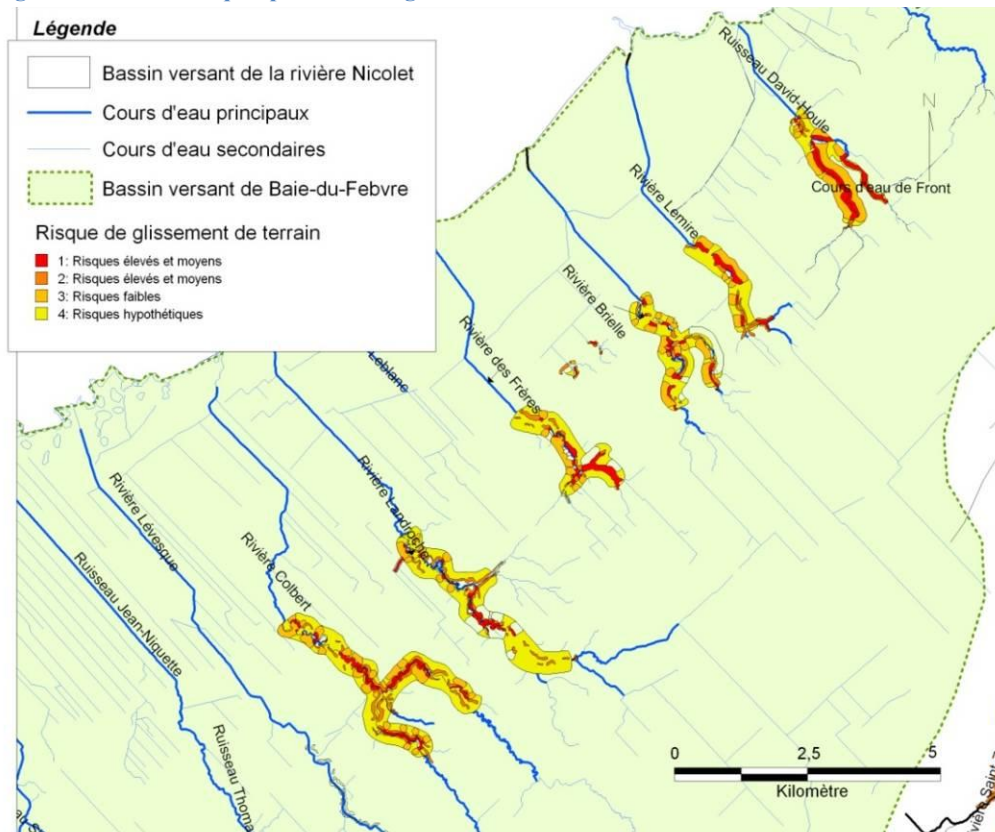 Légende
Bassin versant de la rivière Nicolet
Cours d'eau principaux
Cours d'eau secondaires
Bassin versant de Baie-du-Febvre
Risque de glissement de terrain
1: Risques élevés et moyens
2: Risques élevés et moyens
3: Risques faibles
4: Risques hypothétiques
Ruisseau David-Houle
N
Cours d'eau de Front
Rivière Lemire
Rivière Brielle
Rivière des Frères
Leblanc
Rivière Landroche
Rivière Lévesque
Rivière Colbert
Ruisseau Jean-Niquette
Ruisseau Thoma
0 2,5 5
Kilomètre
ivière Saint